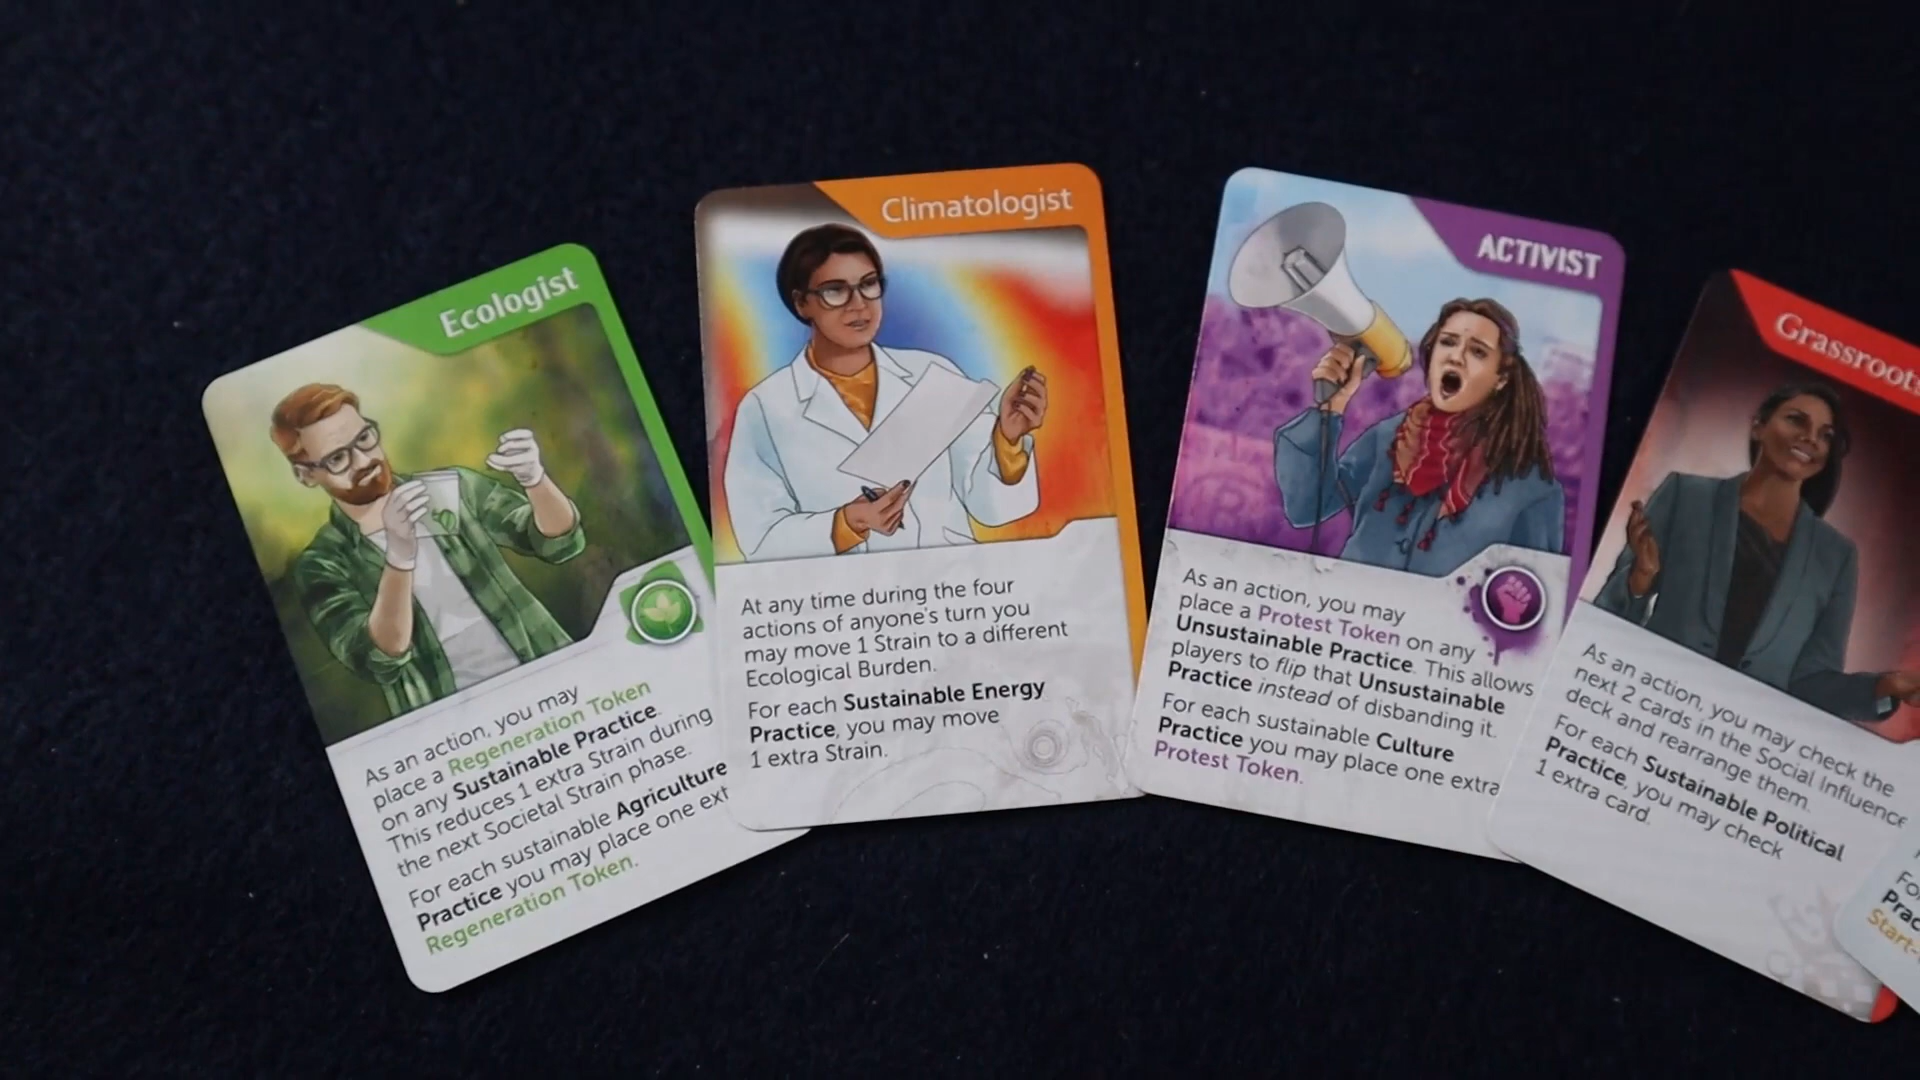 Ecologist
As an action, you may
place a Regeneration Token
on any Sustainable Practice.
This reduces 1 extra Strain during
the next Societal Strain phase.
For each sustainable Agriculture
Practice you may place one ext
Regeneration Token.
Climatologist
At any time during the four
actions of anyone's turn you
may move 1 Strain to a different
Ecological Burden.
For each Sustainable Energy
Practice, you may move
1 extra Strain.
ACTIVIST
As an action, you may
place a Protest Token on any
Unsustainable Practice. This allows
players to flip that Unsustainable
Practice instead of disbanding it.
For each sustainable Culture
Practice you may place one extra
Protest Token.
Grassroots
As an action, you may check the
next 2 cards in the Social Influence
deck and rearrange them.
For each Sustainable Political
Practice, you may check
1 extra card.
Fo
Prac
Start-